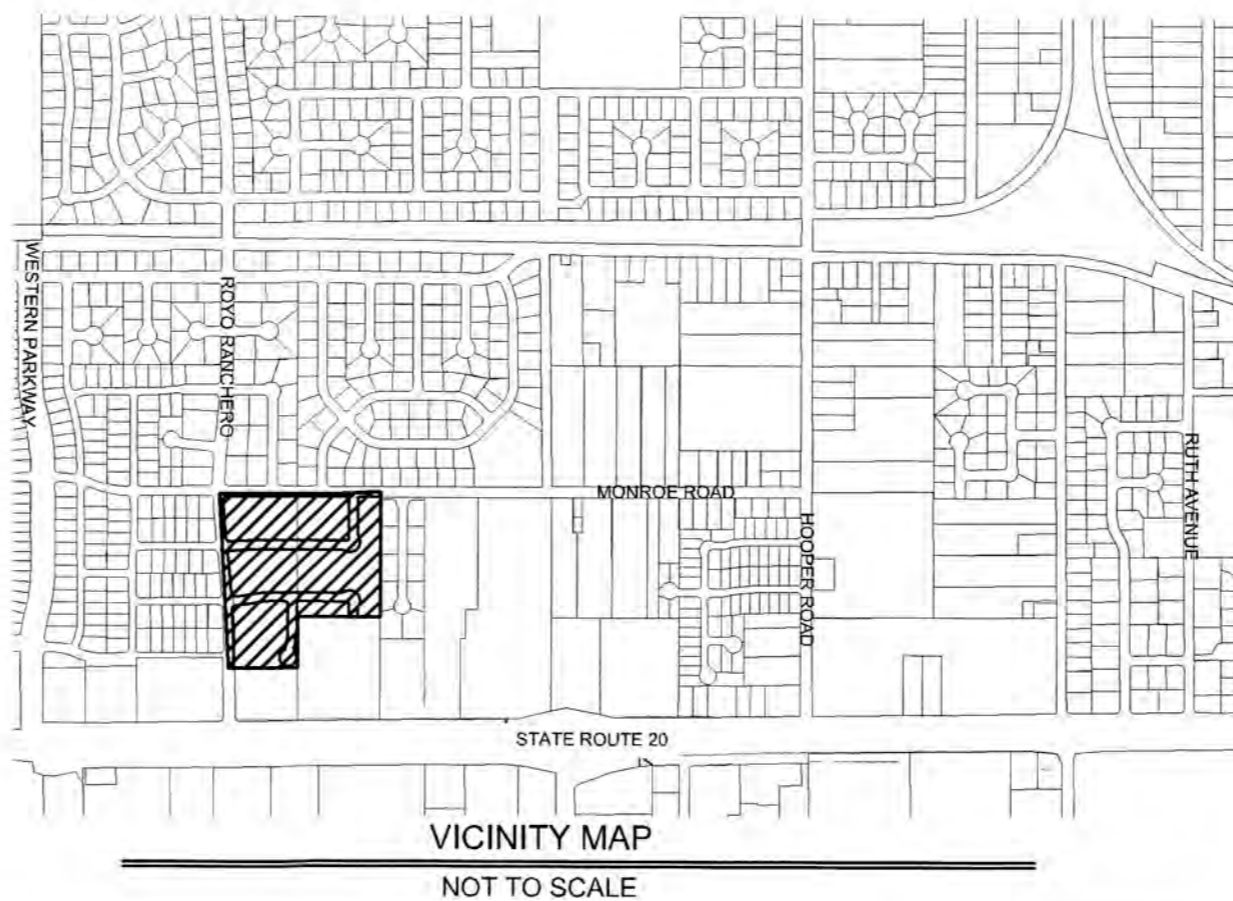 WESTERN PARKWAY
ROYO RANCHERO
MONROE ROAD
HOOPER ROAD
RUTH AVENUE
STATE ROUTE 20
VICINITY MAP
NOT TO SCALE